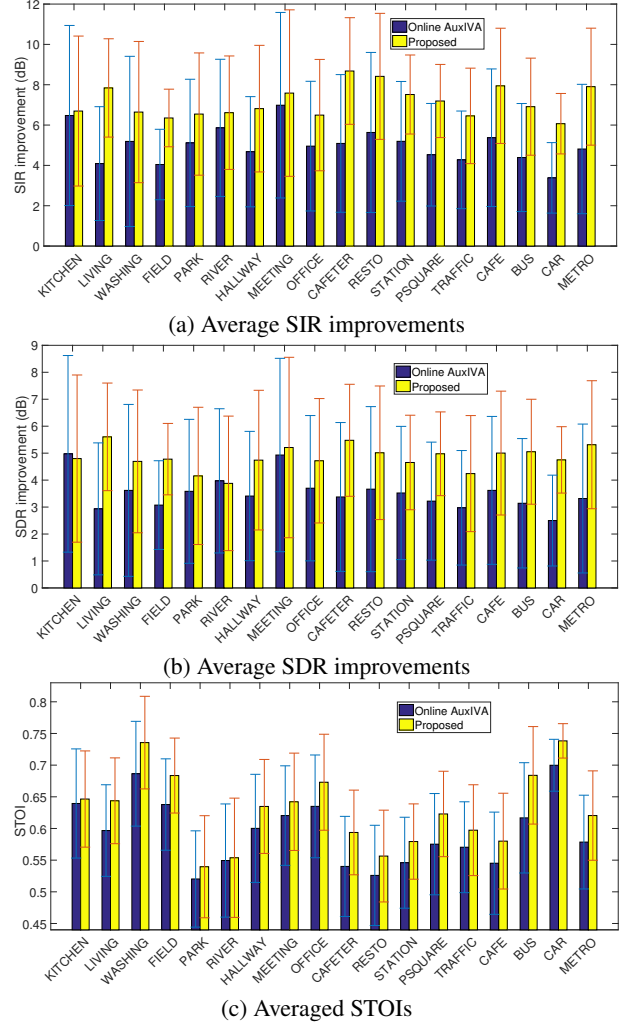 12
10
8
6
4
2
0
SIR improvement (dB)
Online AuxIVA
Proposed
KITCHEN LIVING WASHING FIELD PARK RIVER HALLWAY MEETING OFFICE CAFETER RESTO STATION PSQUARE TRAFFIC CAFE BUS CAR METRO
(a) Average SIR improvements
9
8
7
6
5
4
3
2
1
0
SDR improvement (dB)
Online AuxIVA
Proposed
KITCHEN LIVING WASHING FIELD PARK RIVER HALLWAY MEETING OFFICE CAFETER RESTO STATION PSQUARE TRAFFIC CAFE BUS CAR METRO
(b) Average SDR improvements
0.8
0.75
0.7
0.65
0.6
0.55
0.5
0.45
STOI
Online AuxIVA
Proposed
KITCHEN LIVING WASHING FIELD PARK RIVER HALLWAY MEETING OFFICE CAFETER RESTO STATION PSQUARE TRAFFIC CAFE BUS CAR METRO
(c) Averaged STOIs